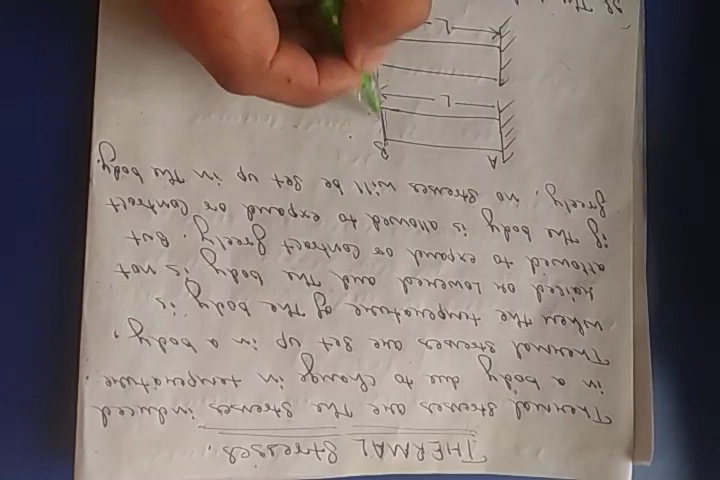 THERMAL Stresses.
Thermal stresses are the stresses induced
in a body due to change in temperature.
Thermal stresses are set up in a body,
when the temperature of the body is
raised or lowered and the body is not
allowed to expand or contract freely. But
if the body is allowed to expand or contract
freely, no stresses will be set up in the body.
A B
L
L